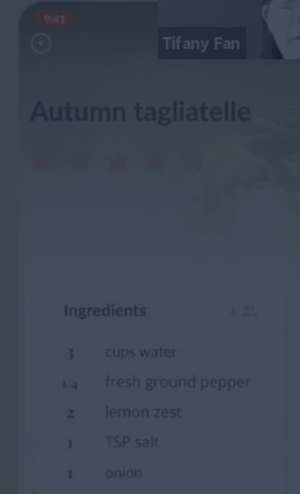 9:41
Tifany Fan
Autumn tagliatelle
Ingredients
3 cups water
1/4 fresh ground pepper
2 lemon zest
1 TSP salt
1 onion